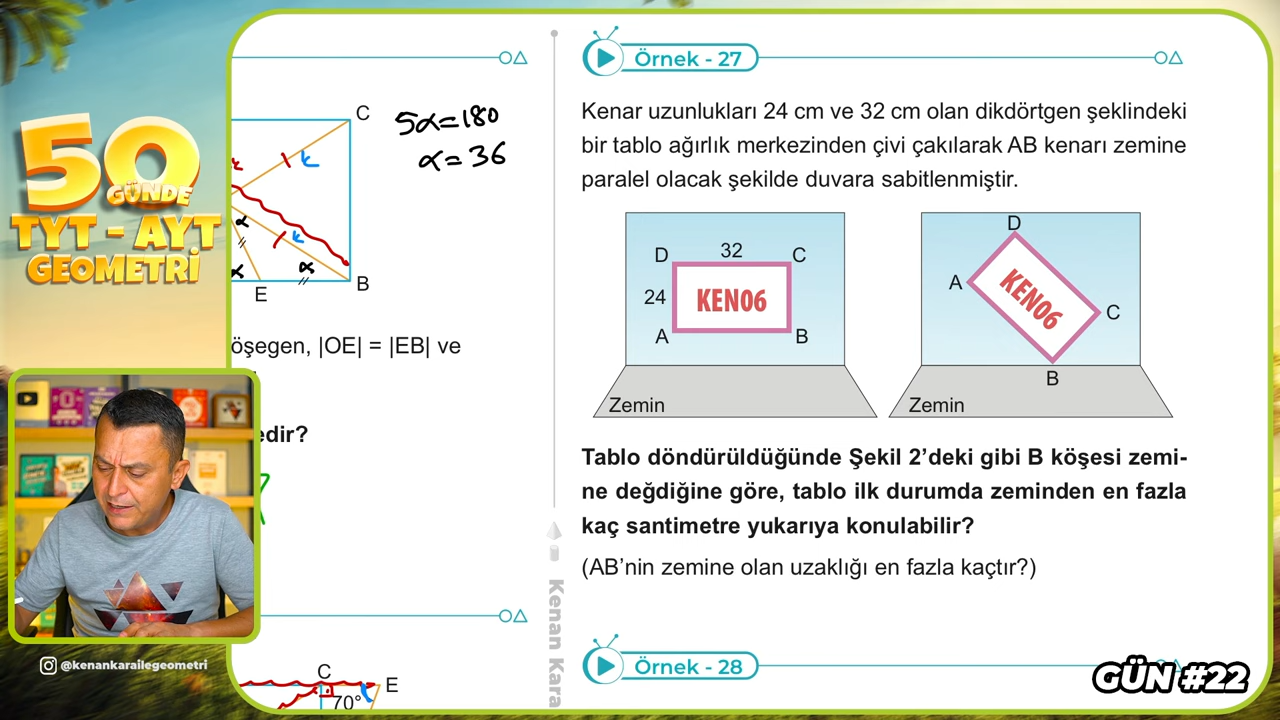 50
GÜNDE
TYT - AYT
GEOMETRİ
C
5α=180
α=36
k
α
k
α
α
E
B
öşegen, |OE| = |EB| ve
edir?
C
E
70°
@kenankarailegeometri
Kenan Kara
Örnek - 27
Kenar uzunlukları 24 cm ve 32 cm olan dikdörtgen şeklindeki
bir tablo ağırlık merkezinden çivi çakılarak AB kenarı zemine
paralel olacak şekilde duvara sabitlenmiştir.
D
32
C
24
KEN06
A
B
Zemin
D
A
KEN06
C
B
Zemin
Tablo döndürüldüğünde Şekil 2’deki gibi B köşesi zemi-
ne değdiğine göre, tablo ilk durumda zeminden en fazla
kaç santimetre yukarıya konulabilir?
(AB’nin zemine olan uzaklığı en fazla kaçtır?)
Örnek - 28
GÜN #22